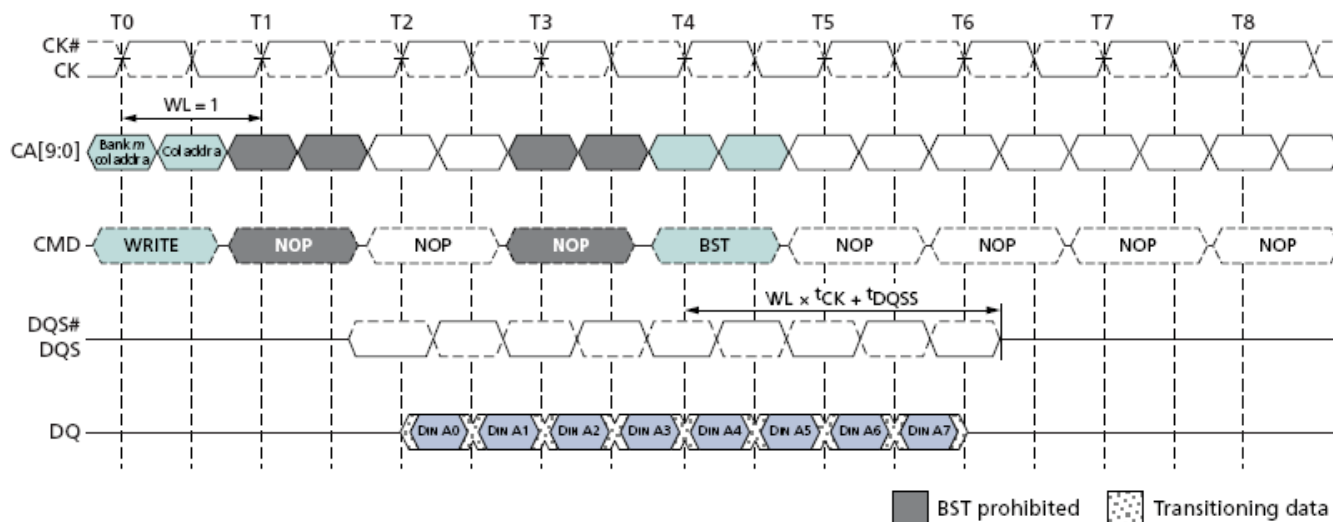 T0 T1 T2 T3 T4 T5 T6 T7 T8
CK#
CK
WL = 1
CA[9:0] Bank m col addr a Col addr a
CMD WRITE NOP NOP NOP BST NOP NOP NOP NOP
WL × tCK + tDQSS
DQS#
DQS
DQ DIN A0 DIN A1 DIN A2 DIN A3 DIN A4 DIN A5 DIN A6 DIN A7
BST prohibited Transitioning data